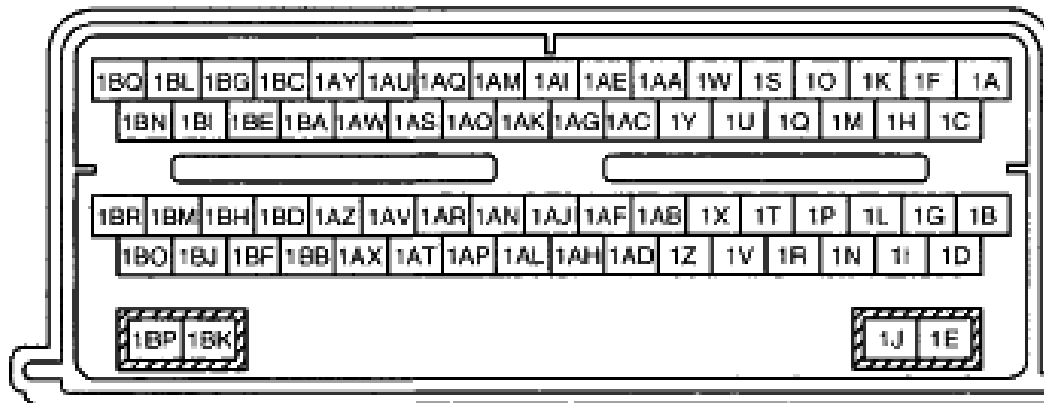 1BQ 1BL 1BG 1BC 1AY 1AU 1AQ 1AM 1AI 1AE 1AA 1W 1S 1O 1K 1F 1A
1BN 1BI 1BE 1BA 1AW 1AS 1AO 1AK 1AG 1AC 1Y 1U 1Q 1M 1H 1C
1BR 1BM 1BH 1BD 1AZ 1AV 1AR 1AN 1AJ 1AF 1AB 1X 1T 1P 1L 1G 1B
1BO 1BJ 1BF 1BB 1AX 1AT 1AP 1AL 1AH 1AD 1Z 1V 1R 1N 1I 1D
1BP 1BK 1J 1E